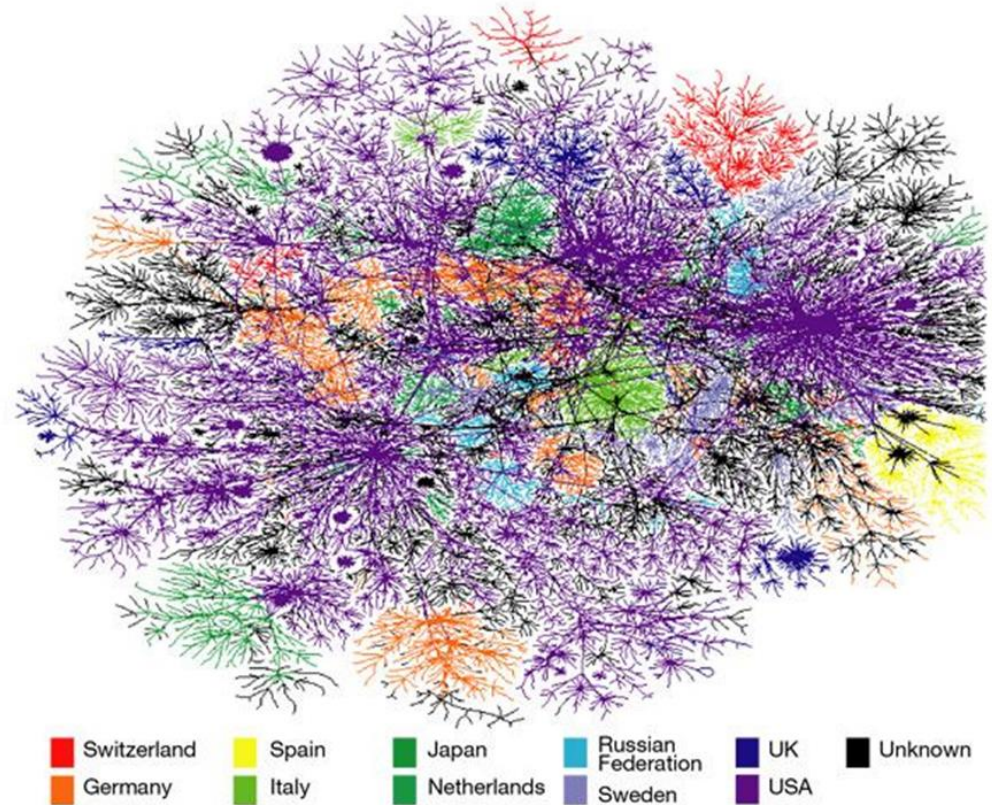 Switzerland
Germany
Spain
Italy
Japan
Netherlands
Russian
Federation
Sweden
UK
USA
Unknown